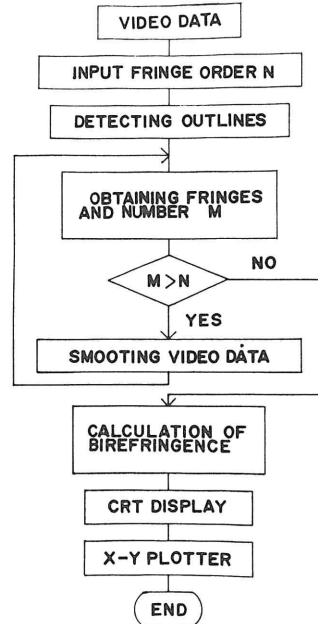 VIDEO DATA
INPUT FRINGE ORDER N
DETECTING OUTLINES
OBTAINING FRINGES
AND NUMBER M
M>N
NO
YES
SMOOTING VIDEO DATA
CALCULATION OF
BIREFRINGENCE
CRT DISPLAY
X-Y PLOTTER
END